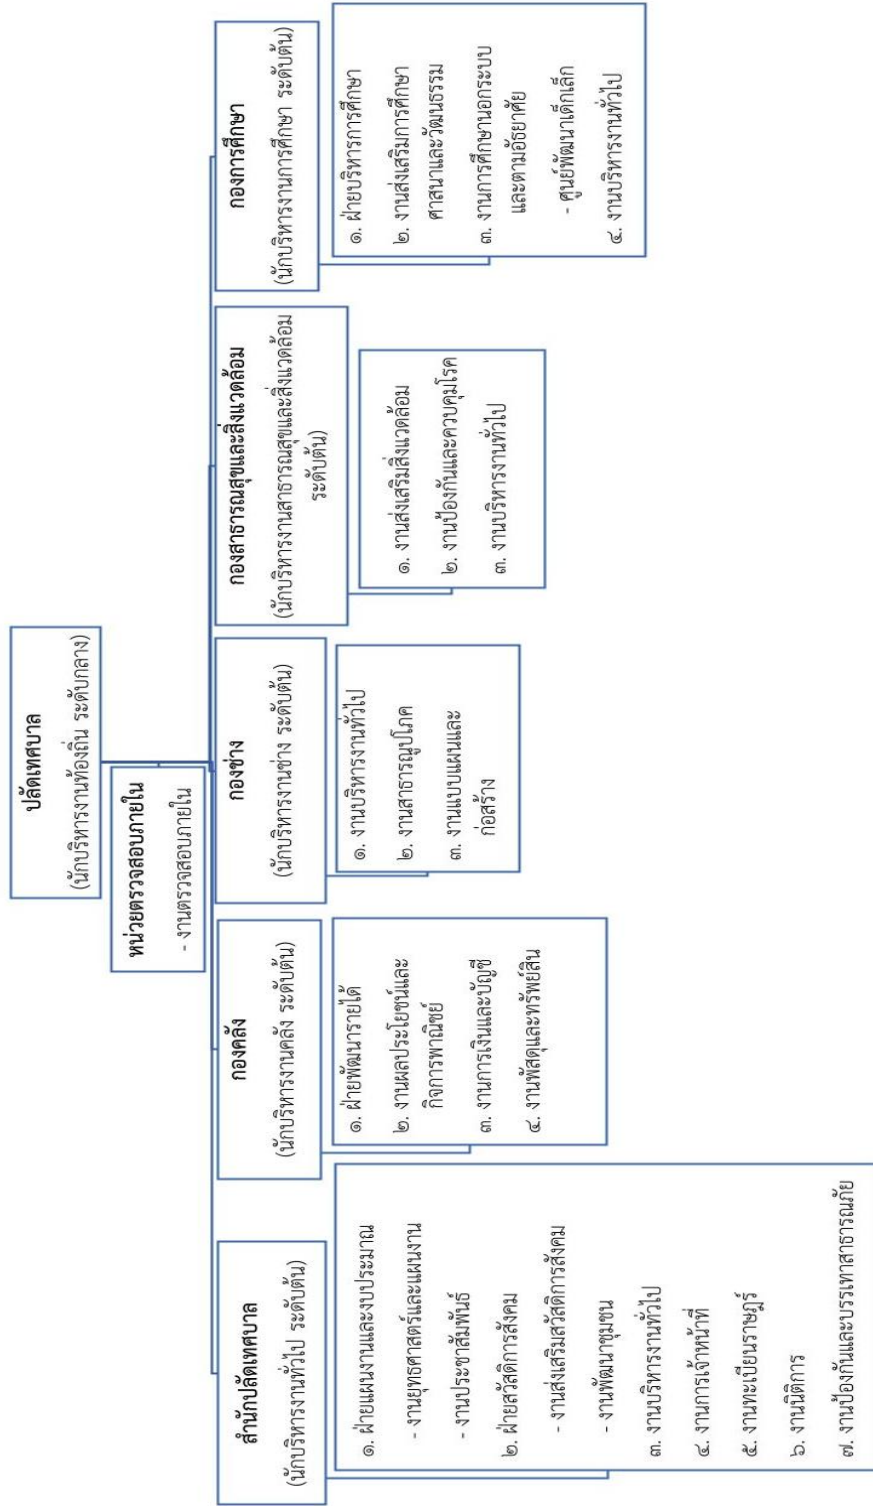 ปลัดเทศบาล
(นักบริหารงานท้องถิ่น ระดับกลาง)
หน่วยตรวจสอบภายใน
- งานตรวจสอบภายใน
สำนักปลัดเทศบาล
(นักบริหารงานทั่วไป ระดับต้น)
๑. ฝ่ายแผนงานและงบประมาณ
- งานยุทธศาสตร์และแผนงาน
- งานประชาสัมพันธ์
๒. ฝ่ายสวัสดิการสังคม
- งานส่งเสริมสวัสดิการสังคม
- งานพัฒนาชุมชน
๓. งานบริหารงานทั่วไป
๔. งานการเจ้าหน้าที่
๕. งานทะเบียนราษฎร์
๖. งานนิติการ
๗. งานป้องกันและบรรเทาสาธารณภัย
กองคลัง
(นักบริหารงานคลัง ระดับต้น)
๑. ฝ่ายพัฒนารายได้
๒. งานผลประโยชน์และ
กิจการพาณิชย์
๓. งานการเงินและบัญชี
๔. งานพัสดุและทรัพย์สิน
กองช่าง
(นักบริหารงานช่าง ระดับต้น)
๑. งานบริหารงานทั่วไป
๒. งานสาธารณูปโภค
๓. งานแบบแผนและ
ก่อสร้าง
กองสาธารณสุขและสิ่งแวดล้อม
(นักบริหารงานสาธารณสุขและสิ่งแวดล้อม
ระดับต้น)
๑. งานส่งเสริมสิ่งแวดล้อม
๒. งานป้องกันและควบคุมโรค
๓. งานบริหารงานทั่วไป
กองการศึกษา
(นักบริหารงานการศึกษา ระดับต้น)
๑. ฝ่ายบริหารการศึกษา
๒. งานส่งเสริมการศึกษา
ศาสนาและวัฒนธรรม
๓. งานการศึกษานอกระบบ
และตามอัธยาศัย
- ศูนย์พัฒนาเด็กเล็ก
๔. งานบริหารงานทั่วไป